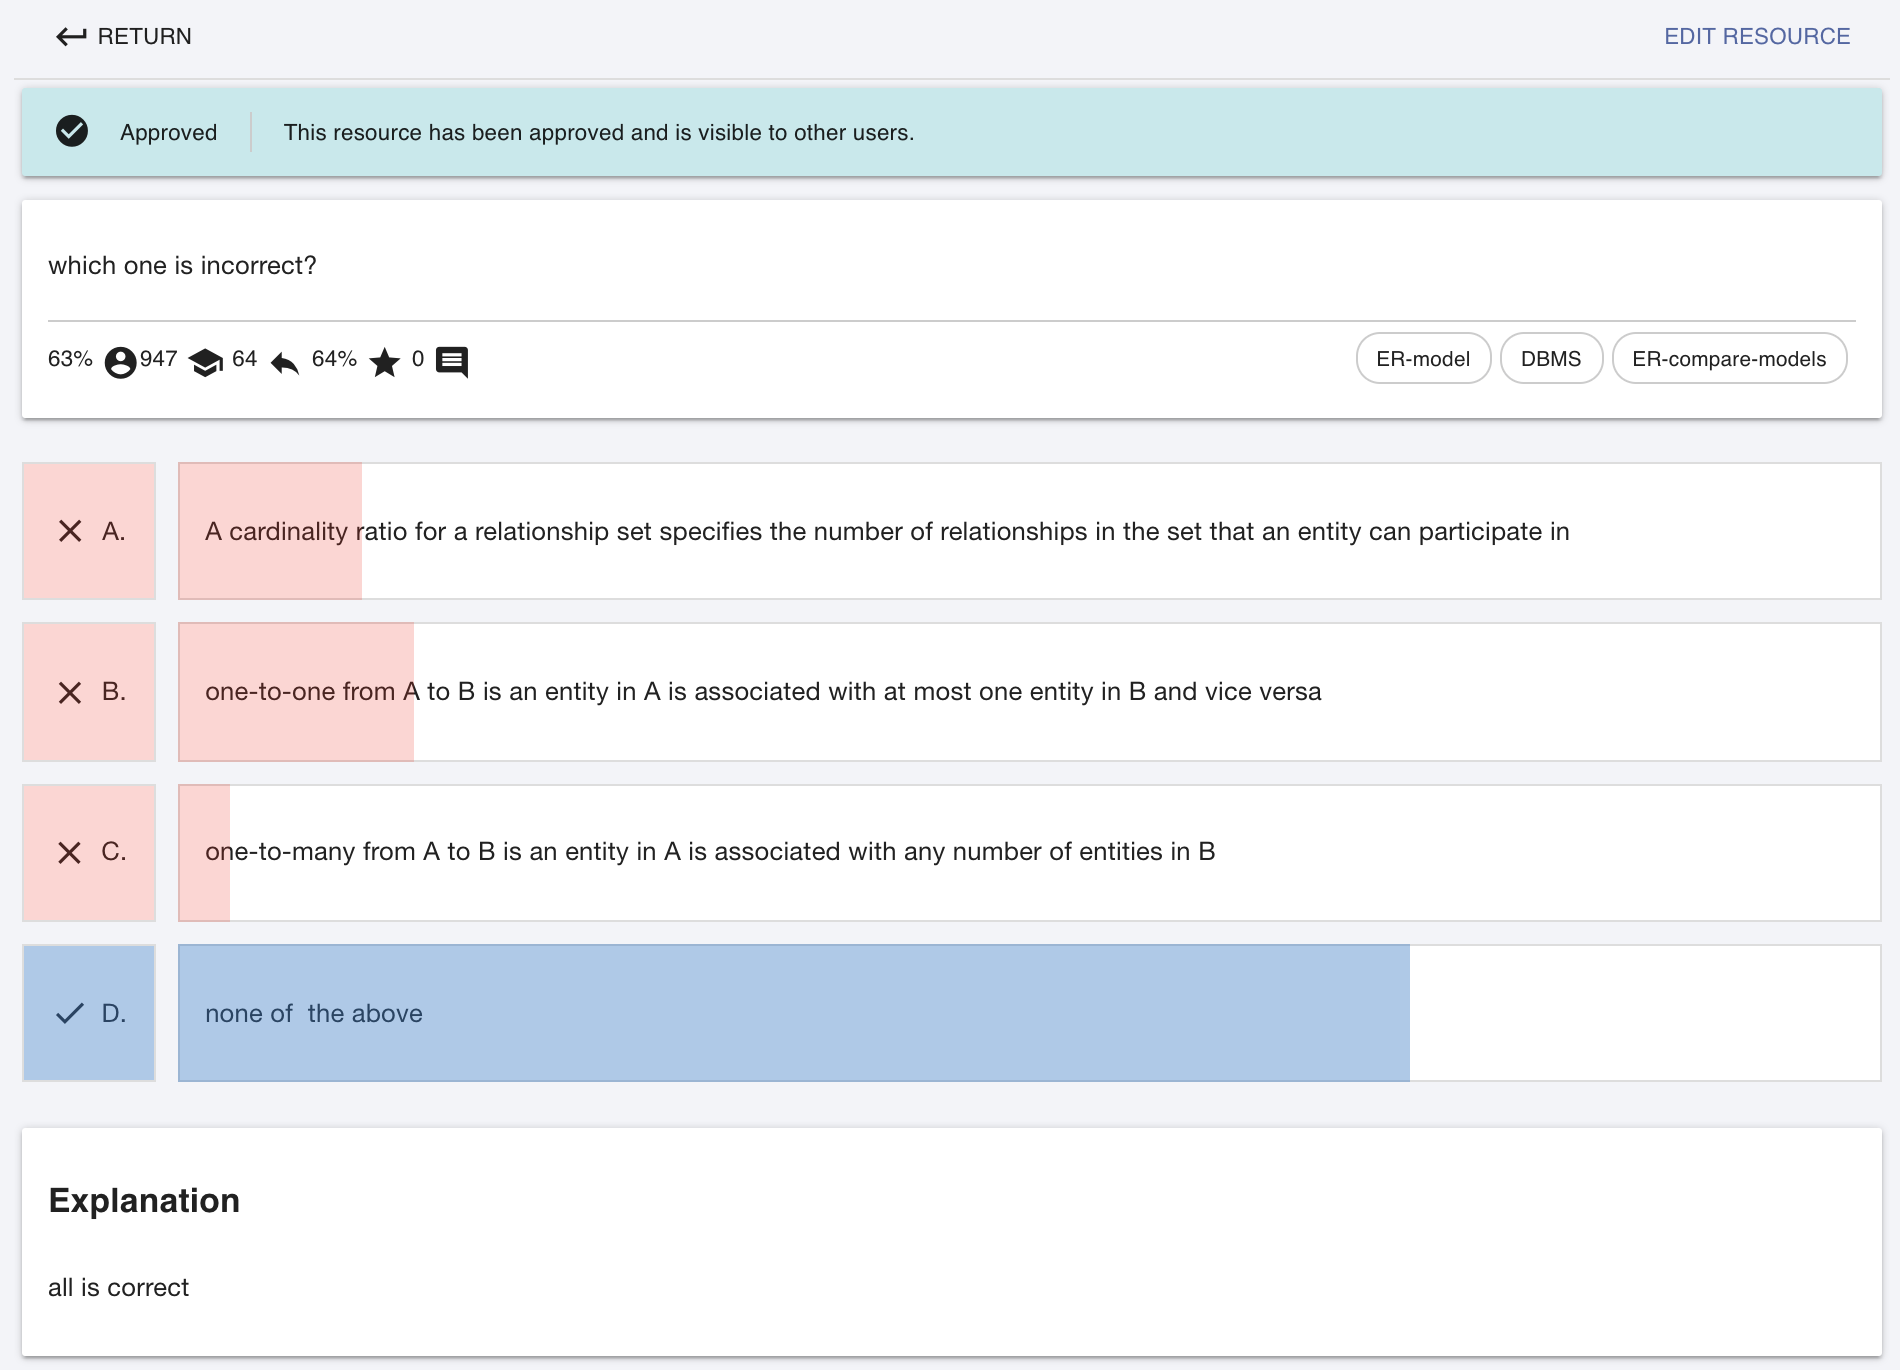 RETURN
EDIT RESOURCE
Approved
This resource has been approved and is visible to other users.
which one is incorrect?
63% 947 64 64% 0
ER-model DBMS ER-compare-models
A. A cardinality ratio for a relationship set specifies the number of relationships in the set that an entity can participate in
B. one-to-one from A to B is an entity in A is associated with at most one entity in B and vice versa
C. one-to-many from A to B is an entity in A is associated with any number of entities in B
D. none of  the above
Explanation
all is correct